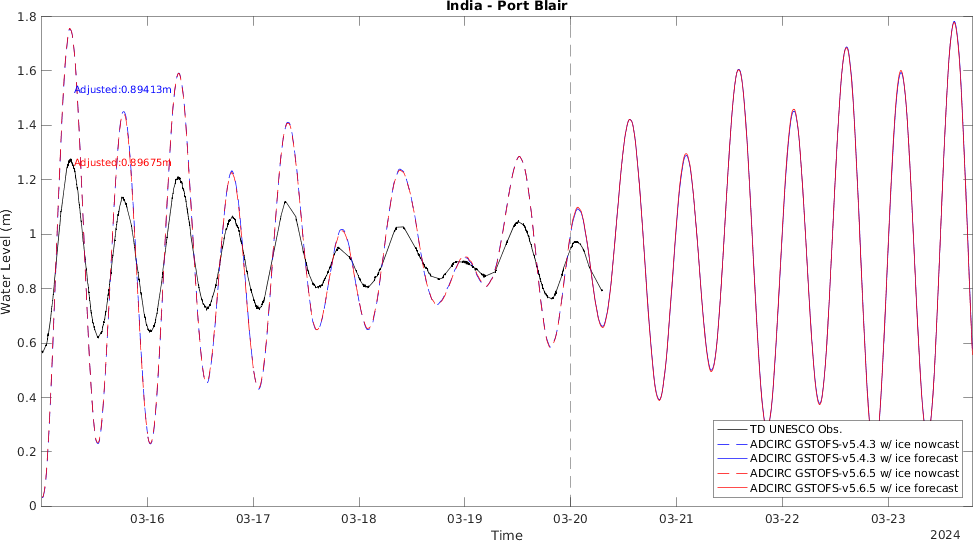 India - Port Blair
Water Level (m)
1.8
1.6
1.4
1.2
1
0.8
0.6
0.4
0.2
0
Adjusted:0.89413m
Adjusted:0.89675m
TD UNESCO Obs.
ADCIRC GSTOFS-v5.4.3 w/ ice nowcast
ADCIRC GSTOFS-v5.4.3 w/ ice forecast
ADCIRC GSTOFS-v5.6.5 w/ ice nowcast
ADCIRC GSTOFS-v5.6.5 w/ ice forecast
03-16
03-17
03-18
03-19
03-20
03-21
03-22
03-23
Time
2024